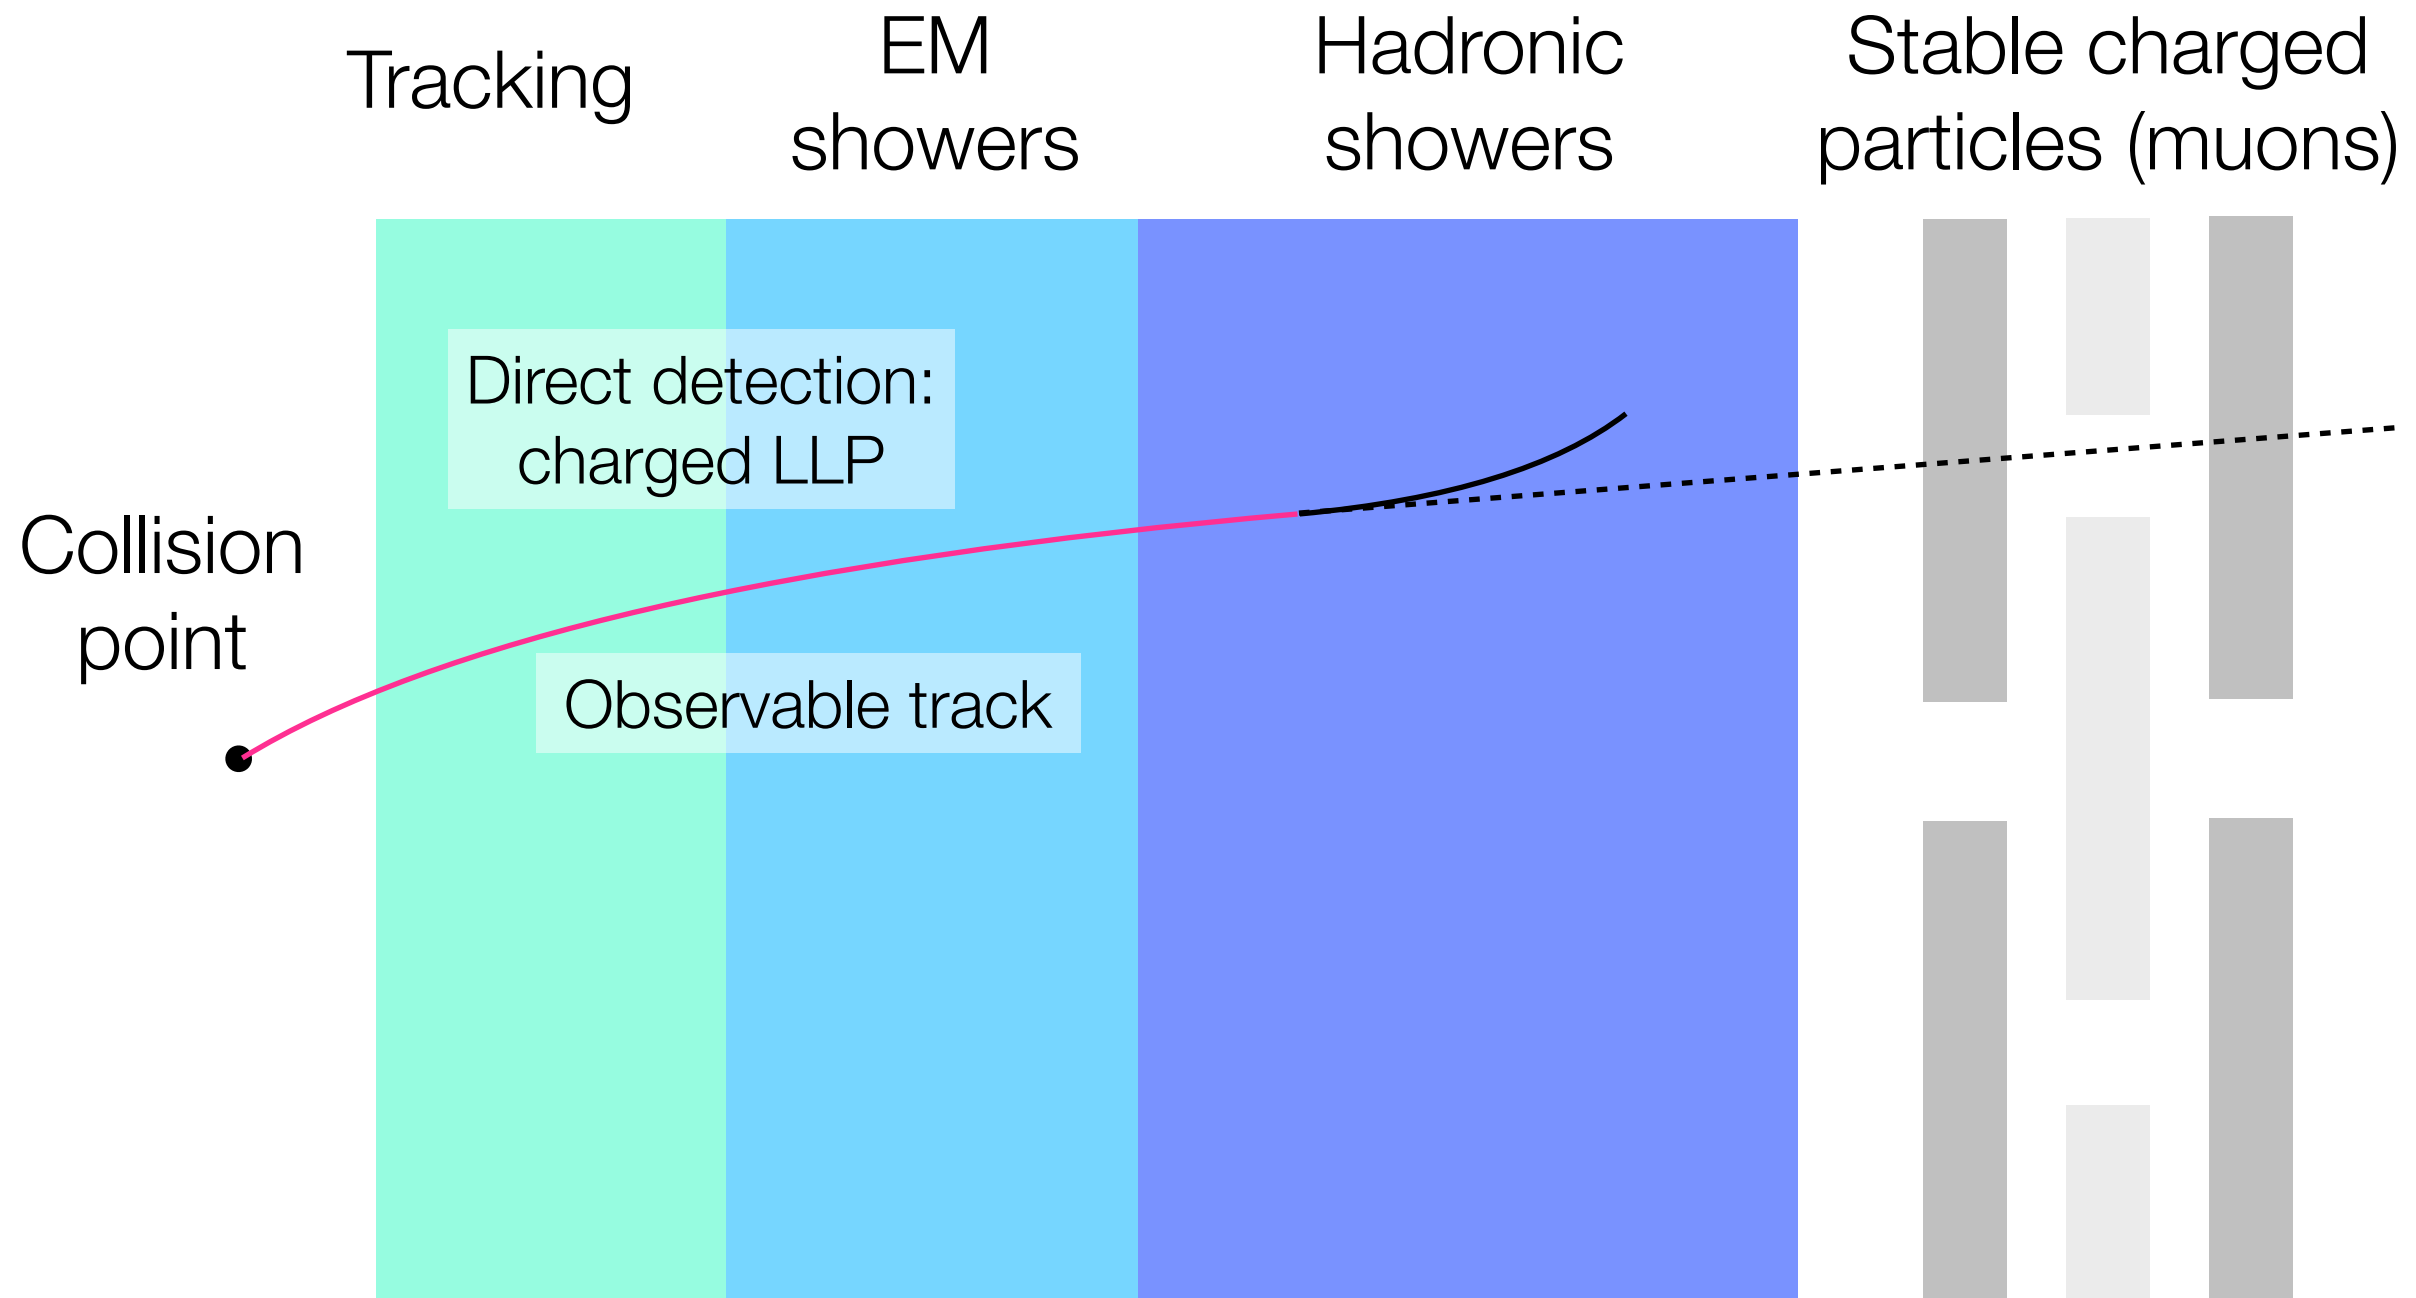 Tracking
EM
showers
Hadronic
showers
Stable charged
particles (muons)
Direct detection:
charged LLP
Collision
point
Observable track